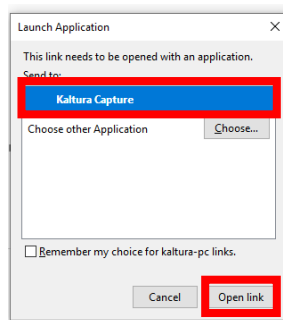 Launch Application
This link needs to be opened with an application.
Send to:
Kaltura Capture
Choose other Application
Choose...
Remember my choice for kaltura-pc links.
Cancel
Open link